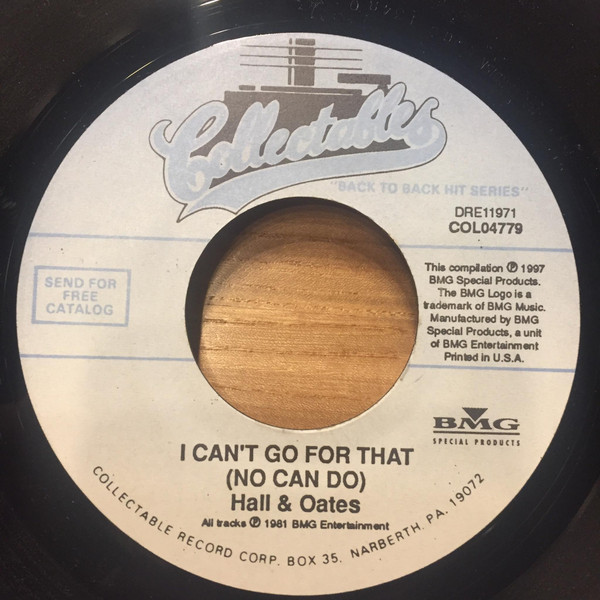 Collectables
"BACK TO BACK HIT SERIES"
DRE11971
COL04779
SEND FOR
FREE
CATALOG
This compilation ℗ 1997
BMG Special Products.
The BMG Logo is a
trademark of BMG Music.
Manufactured by BMG
Special Products, a unit
of BMG Entertainment
Printed in U.S.A.
BMG
SPECIAL PRODUCTS
I CAN'T GO FOR THAT
(NO CAN DO)
Hall & Oates
All tracks ℗ 1981 BMG Entertainment
COLLECTABLE RECORD CORP. BOX 35. NARBERTH, PA. 19072